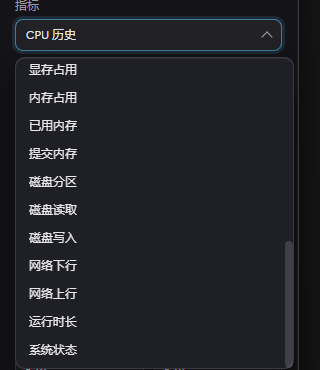 指标
CPU 历史
显存占用
内存占用
已用内存
提交内存
磁盘分区
磁盘读取
磁盘写入
网络下行
网络上行
运行时长
系统状态